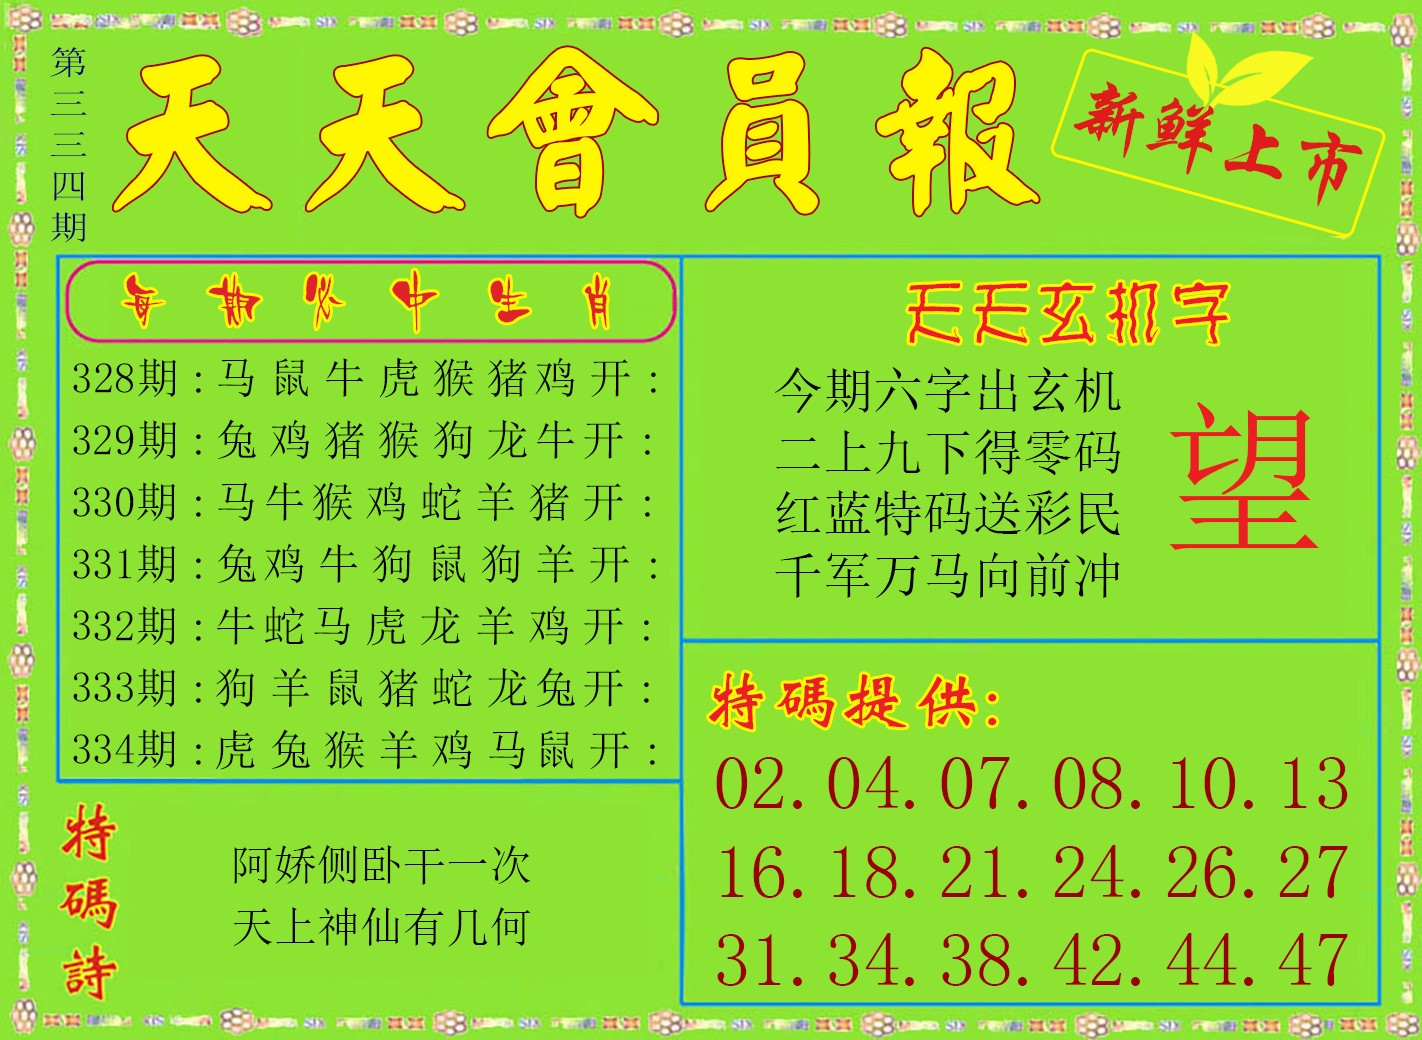 第三三四期
天天會員報
新鲜上市
每期必中生肖
328期:马鼠牛虎猴猪鸡开:
329期:兔鸡猪猴狗龙牛开:
330期:马牛猴鸡蛇羊猪开:
331期:兔鸡牛狗鼠狗羊开:
332期:牛蛇马虎龙羊鸡开:
333期:狗羊鼠猪蛇龙兔开:
334期:虎兔猴羊鸡马鼠开:
天天玄机字
今期六字出玄机
二上九下得零码
红蓝特码送彩民
千军万马向前冲
望
特碼提供:
02.04.07.08.10.13
16.18.21.24.26.27
31.34.38.42.44.47
特碼詩
阿娇侧卧干一次
天上神仙有几何